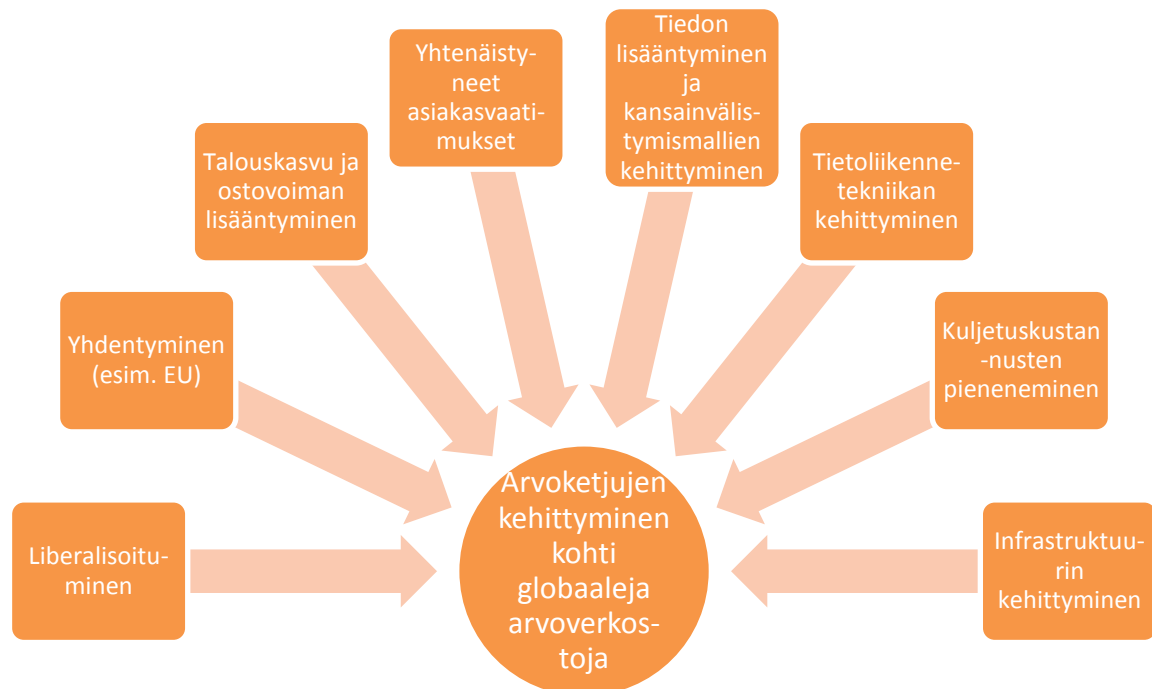 Liberalisoitu-
minen
Yhdentyminen
(esim. EU)
Talouskasvu ja
ostovoiman
lisääntyminen
Yhtenäisty-
neet
asiakasvaati-
mukset
Tiedon
lisääntyminen
ja
kansainvälis-
tymismallien
kehittyminen
Tietoliikenne-
tekniikan
kehittyminen
Kuljetuskustan
-nusten
pieneneminen
Infrastruktuu-
rin
kehittyminen
Arvoketjujen
kehittyminen
kohti
globaaleja
arvoverkos-
toja